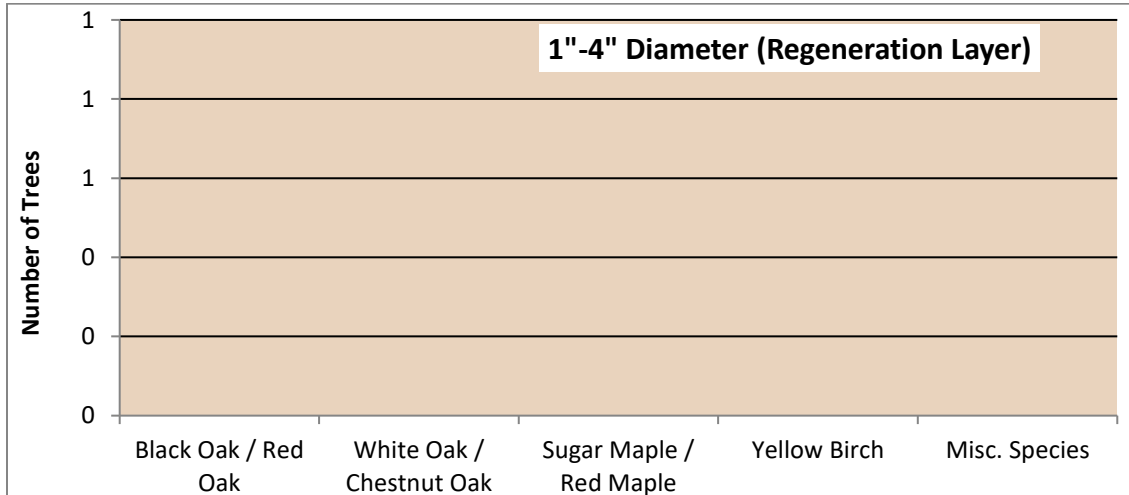 1"-4" Diameter (Regeneration Layer)
Number of Trees
1
1
1
0
0
0
Black Oak / Red
Oak
White Oak /
Chestnut Oak
Sugar Maple /
Red Maple
Yellow Birch
Misc. Species